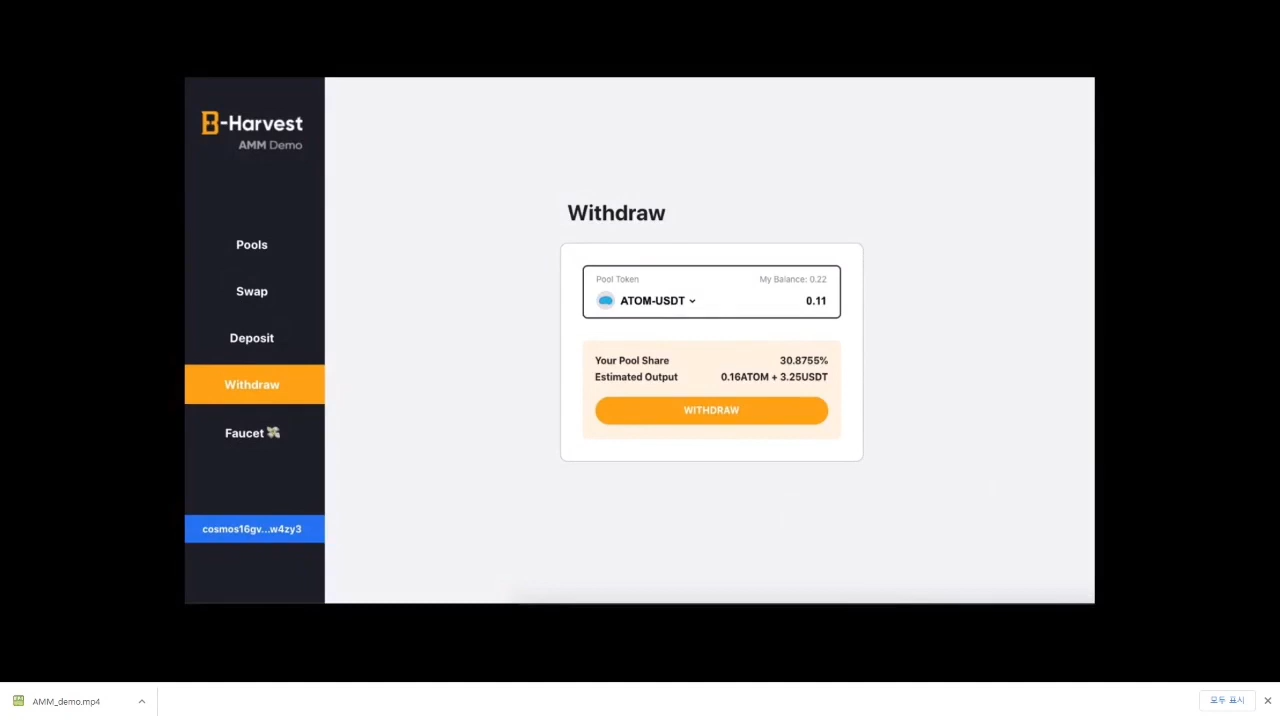 B-Harvest
AMM Demo
Pools
Swap
Deposit
Withdraw
Faucet
cosmos16gv...w4zy3
Withdraw
Pool Token My Balance: 0.22
ATOM-USDT 0.11
Your Pool Share 30.8755%
Estimated Output 0.16ATOM + 3.25USDT
WITHDRAW
AMM_demo.mp4
모두 표시